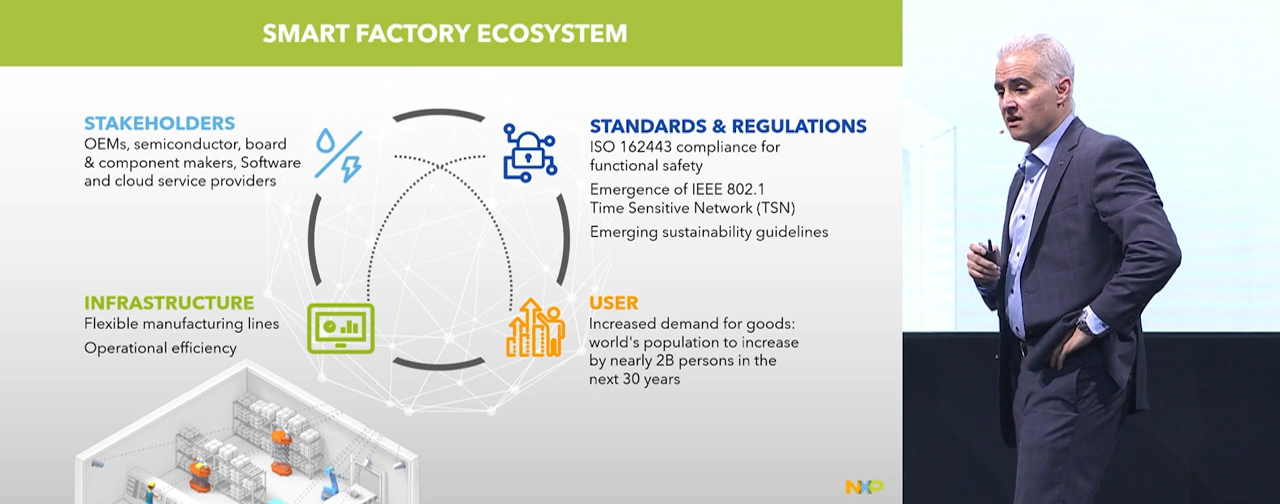 SMART FACTORY ECOSYSTEM
STAKEHOLDERS
OEMs, semiconductor, board
& component makers, Software
and cloud service providers
STANDARDS & REGULATIONS
ISO 162443 compliance for
functional safety
Emergence of IEEE 802.1
Time Sensitive Network (TSN)
Emerging sustainability guidelines
INFRASTRUCTURE
Flexible manufacturing lines
Operational efficiency
USER
Increased demand for goods:
world's population to increase
by nearly 2B persons in the
next 30 years
NXP